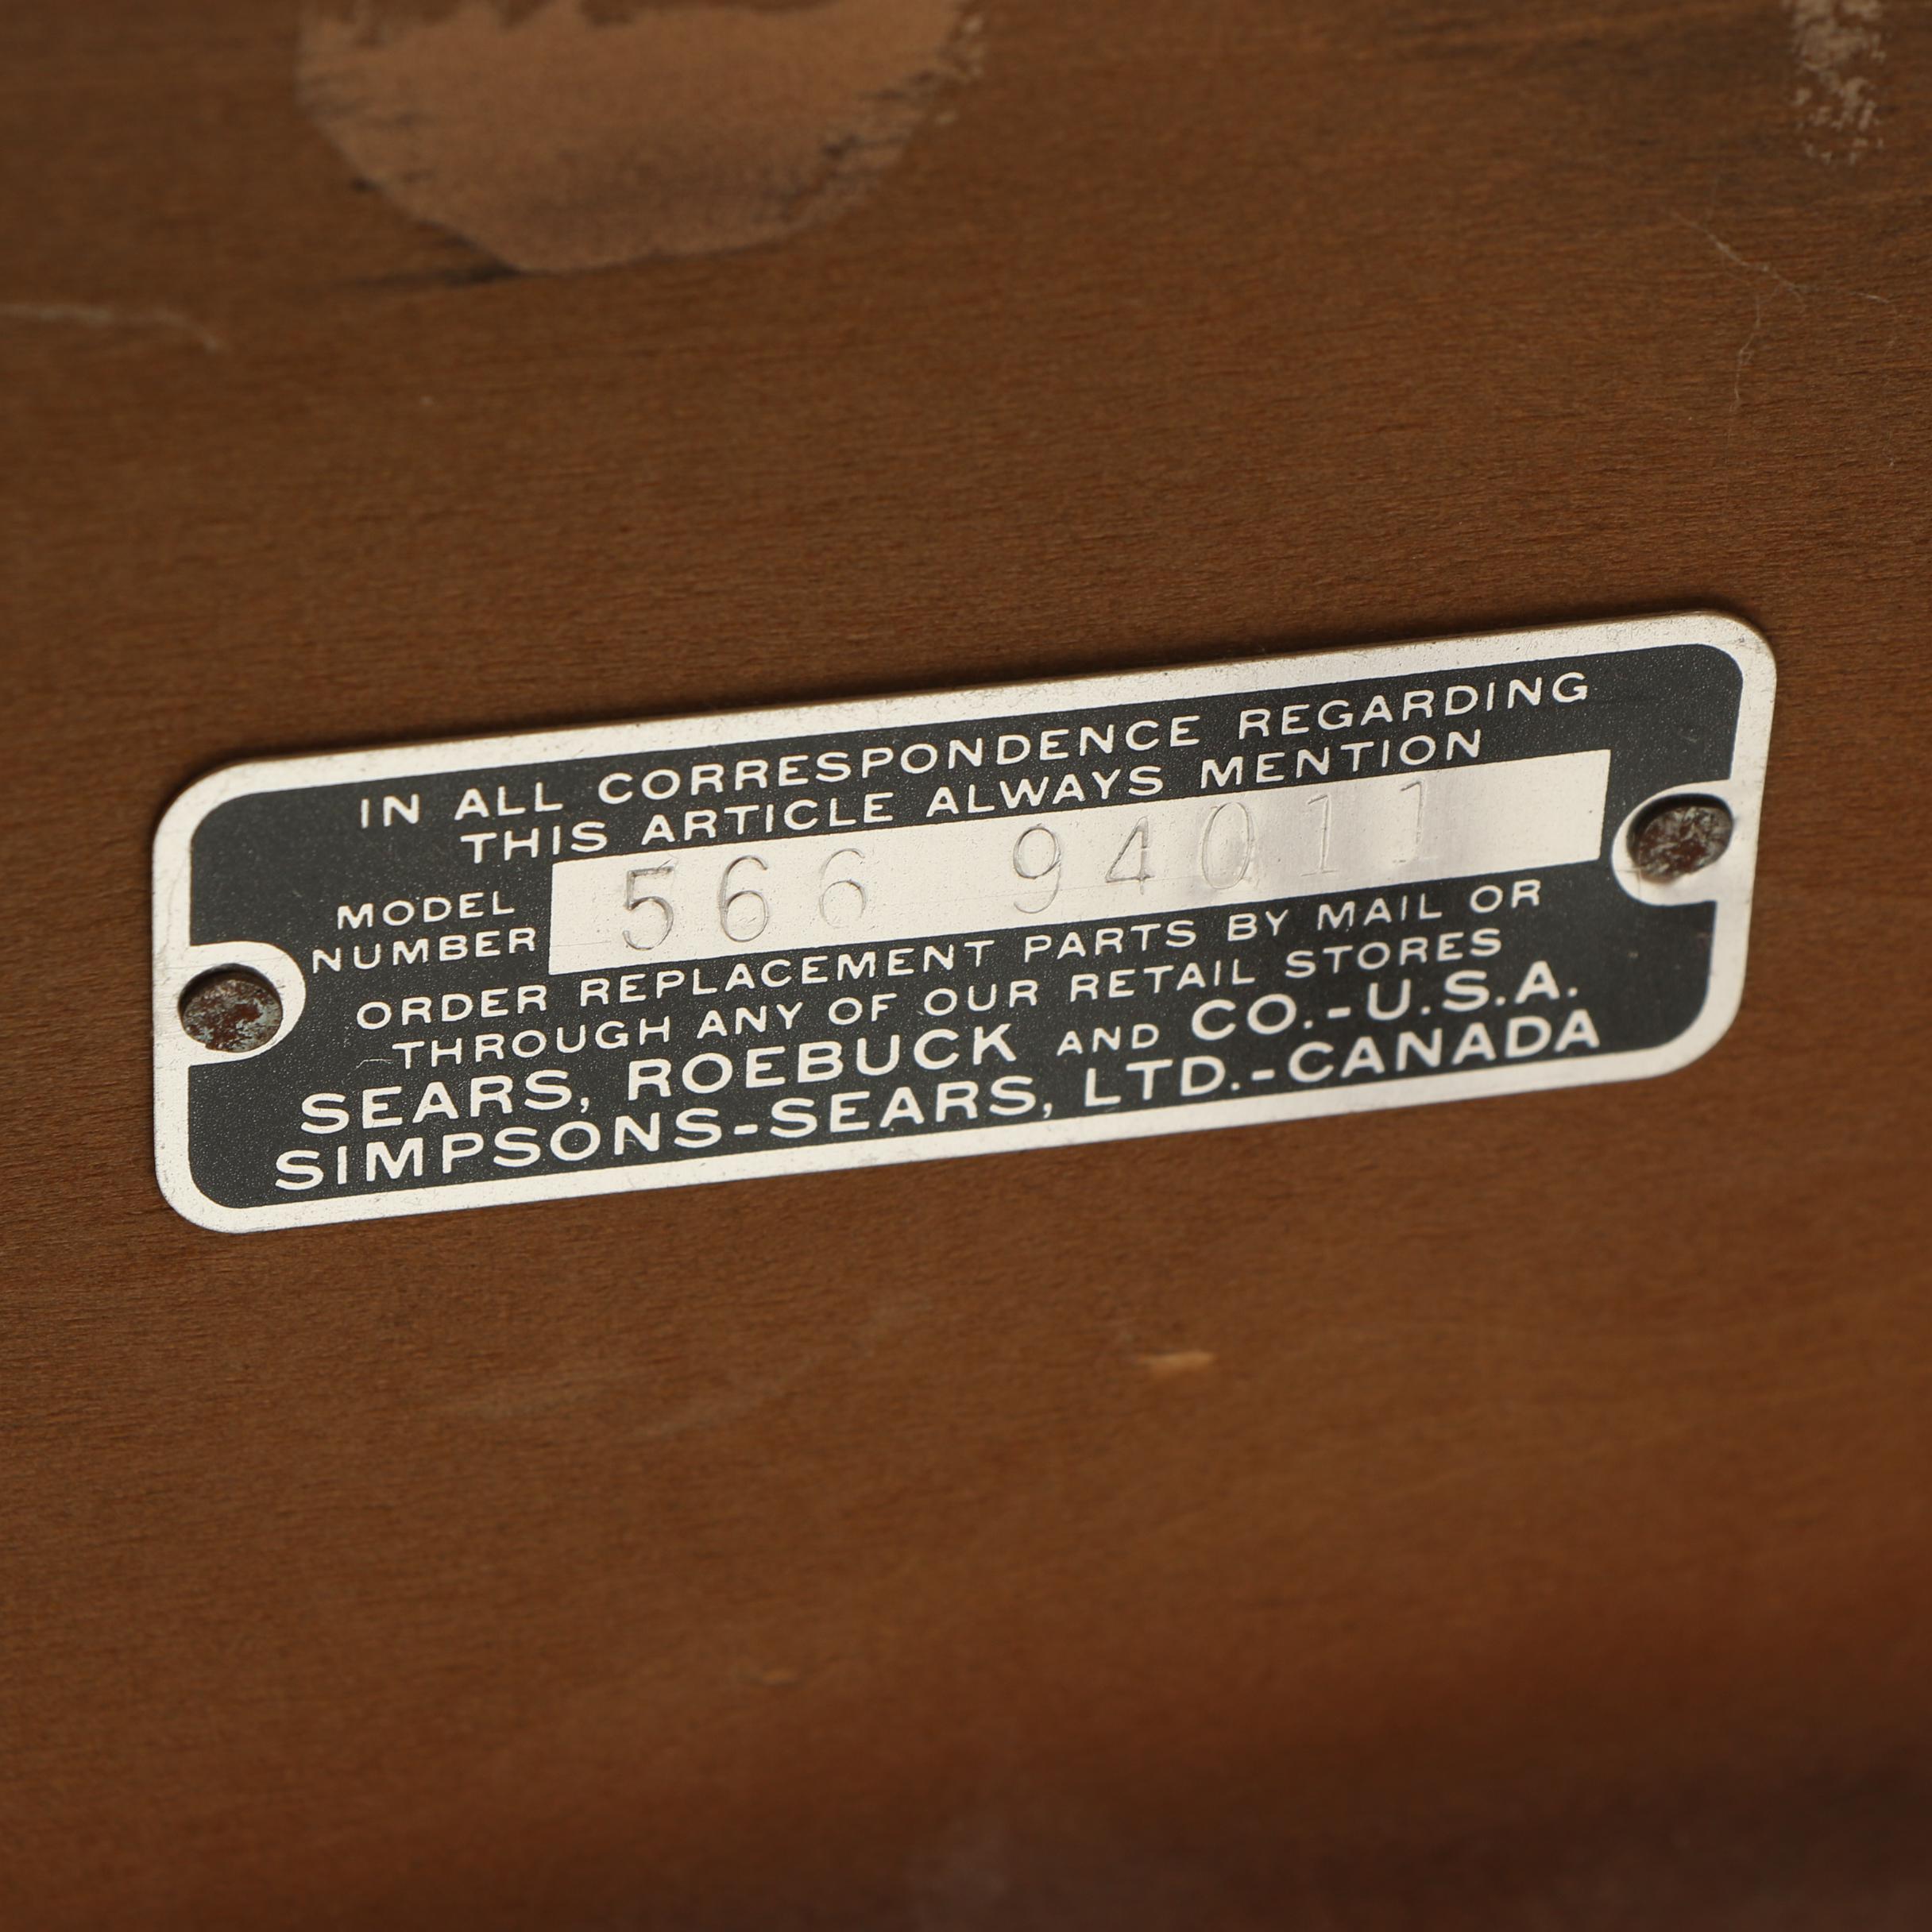 IN ALL CORRESPONDENCE REGARDING
THIS ARTICLE ALWAYS MENTION
MODEL
NUMBER 566 94011
ORDER REPLACEMENT PARTS BY MAIL OR
THROUGH ANY OF OUR RETAIL STORES
SEARS, ROEBUCK AND CO.-U.S.A.
SIMPSONS-SEARS, LTD.-CANADA